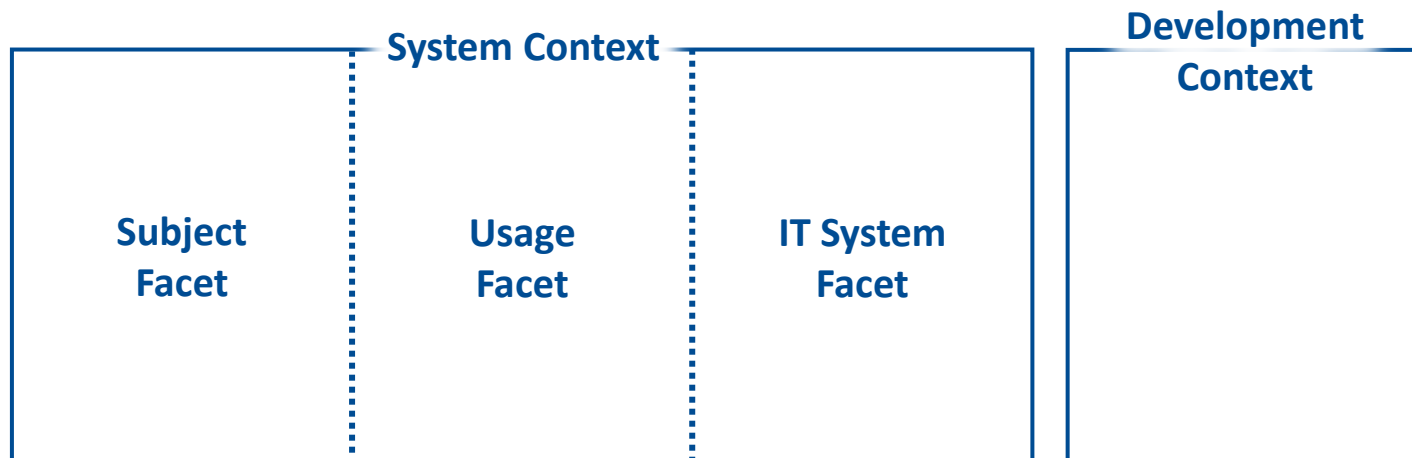 System Context
Development
Context
Subject
Facet
Usage
Facet
IT System
Facet